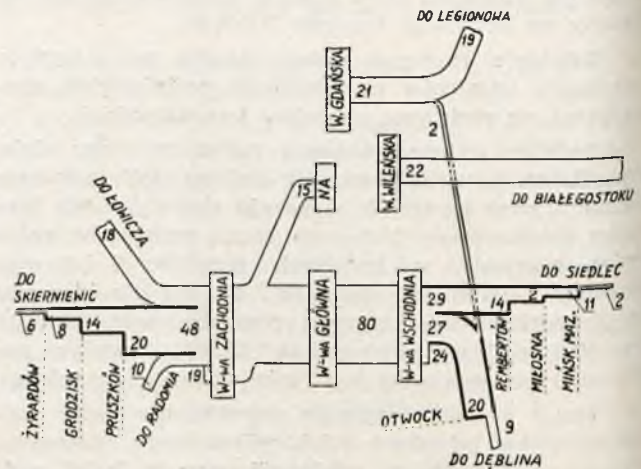 DO LEGIONOWA
19
W. GDAŃSKA
21
2
W. WILEŃSKA
22
DO BIAŁEGOSTOKU
15
NA
DO ŁOWICZA
18
DO SKIERNIEWIC
6
8
14
20
48
10
DO RADOMIA
19
W-wa ZACHODNIA
W-wa GŁÓWNA
80
W-wa WSCHODNIA
29
27
24
14
DO SIEDLEC
11
2
REMBERTÓW
MIŁOSNA
MIŃSK MAZ.
ŻYRARDÓW
GRODZISK
PRUSZKÓW
OTWOCK
20
9
DO DĘBLINA